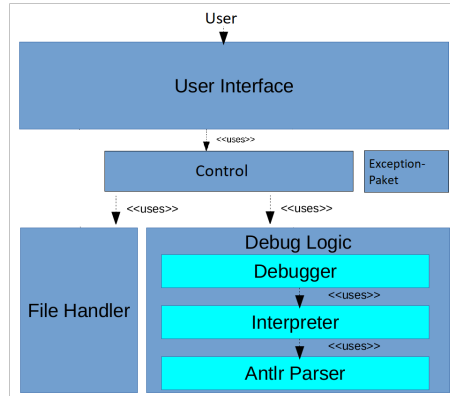 User
User Interface
<<uses>>
Control
Exception-
Paket
<<uses>>
<<uses>>
File Handler
Debug Logic
Debugger
<<uses>>
Interpreter
<<uses>>
Antlr Parser